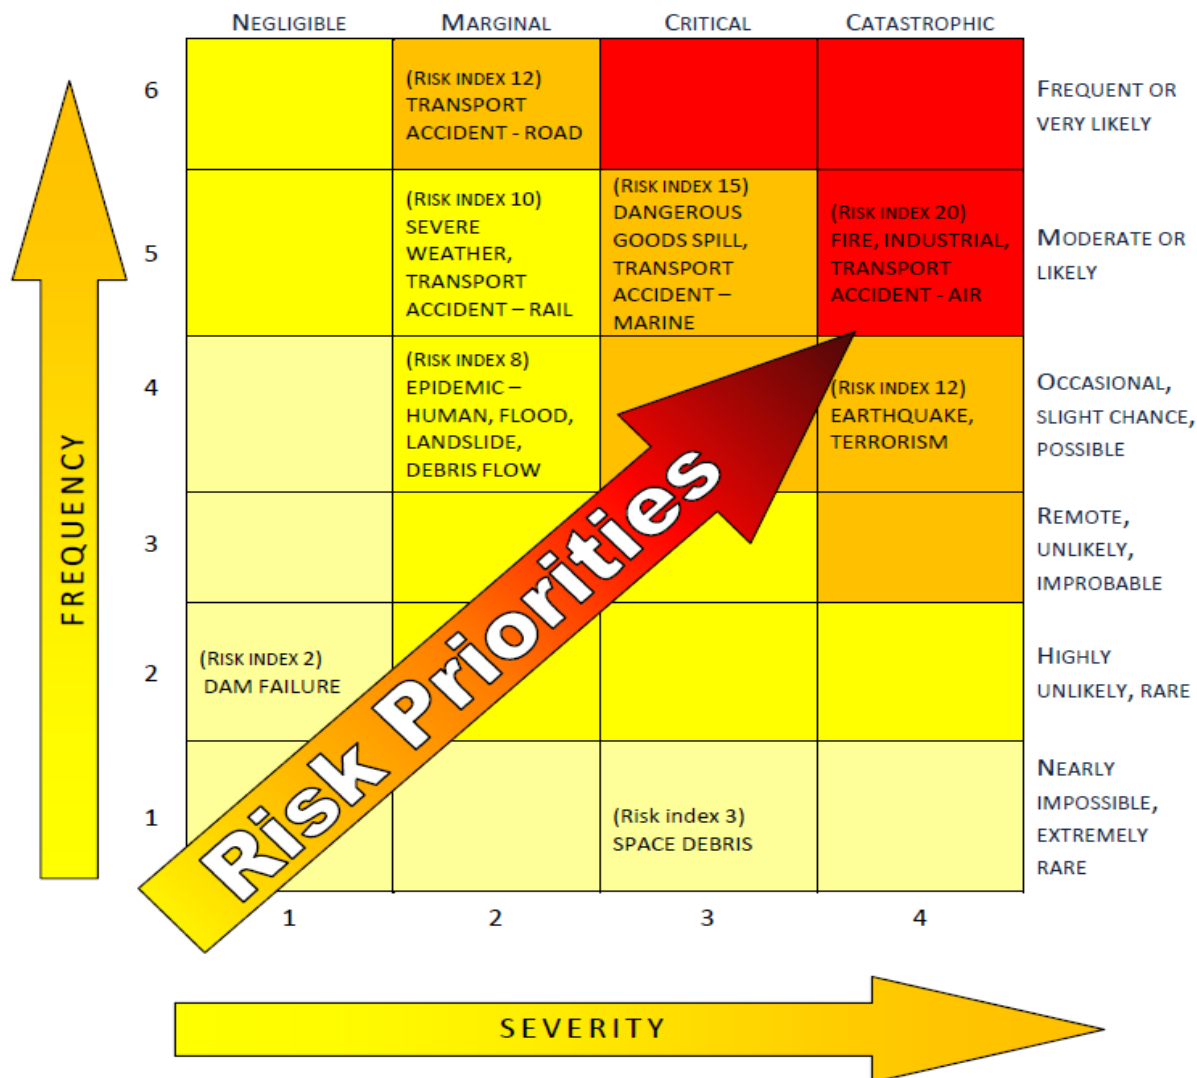 NEGLIGIBLE
MARGINAL
CRITICAL
CATASTROPHIC
6
(RISK INDEX 12)
TRANSPORT
ACCIDENT - ROAD
FREQUENT OR
VERY LIKELY
5
(RISK INDEX 10)
SEVERE
WEATHER,
TRANSPORT
ACCIDENT – RAIL
(RISK INDEX 15)
DANGEROUS
GOODS SPILL,
TRANSPORT
ACCIDENT –
MARINE
(RISK INDEX 20)
FIRE, INDUSTRIAL,
TRANSPORT
ACCIDENT - AIR
MODERATE OR
LIKELY
4
(RISK INDEX 8)
EPIDEMIC –
HUMAN, FLOOD,
LANDSLIDE,
DEBRIS FLOW
(RISK INDEX 12)
EARTHQUAKE,
TERRORISM
OCCASIONAL,
SLIGHT CHANCE,
POSSIBLE
3
REMOTE,
UNLIKELY,
IMPROBABLE
2
(RISK INDEX 2)
DAM FAILURE
HIGHLY
UNLIKELY, RARE
1
(Risk index 3)
SPACE DEBRIS
NEARLY
IMPOSSIBLE,
EXTREMELY
RARE
1
2
3
4
FREQUENCY
Risk Priorities
SEVERITY